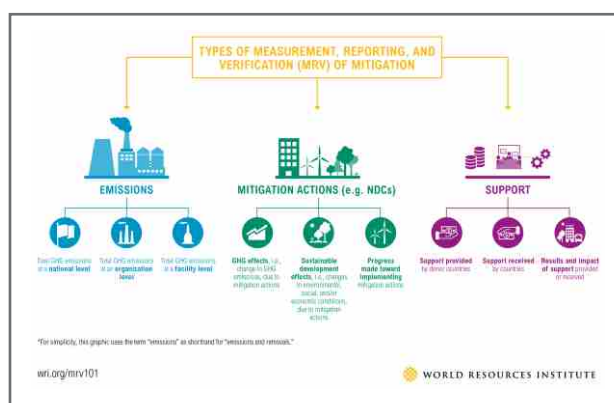 TYPES OF MEASUREMENT, REPORTING, AND
VERIFICATION (MRV) OF MITIGATION
EMISSIONS
Total GHG emissions
at a national level
Total GHG emissions
at an organization
level
Total GHG emissions
at a facility level
MITIGATION ACTIONS (e.g. NDCs)
GHG effects, i.e.,
change in GHG
emissions, due to
mitigation actions
Sustainable
development
effects, i.e., changes
in environmental,
social, and/or
economic conditions,
due to mitigation
actions
Progress
made toward
implementing
mitigation actions
SUPPORT
Support provided
by donor countries
Support received
by countries
Results and impact
of support provided
or received
*For simplicity, this graphic uses the term "emissions" as shorthand for "emissions and removals."
wri.org/mrv101
WORLD RESOURCES INSTITUTE